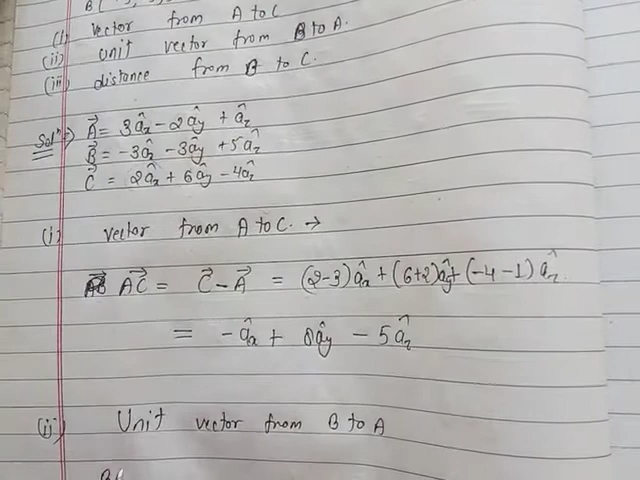 (i) vector from A to C
(ii) Unit vector from B to A.
(iii) distance from B to C.
Solⁿ⇒ A⃗ = 3âx − 2ây + âz
B⃗ = −3âx − 3ây + 5âz
C⃗ = 2âx + 6ây − 4âz
(i) vector from A to C. →
AC⃗ = C⃗ − A⃗ = (2−3)âx + (6+2)ây + (−4−1)âz
= −âx + 8ây − 5âz
(ii) Unit vector from B to A